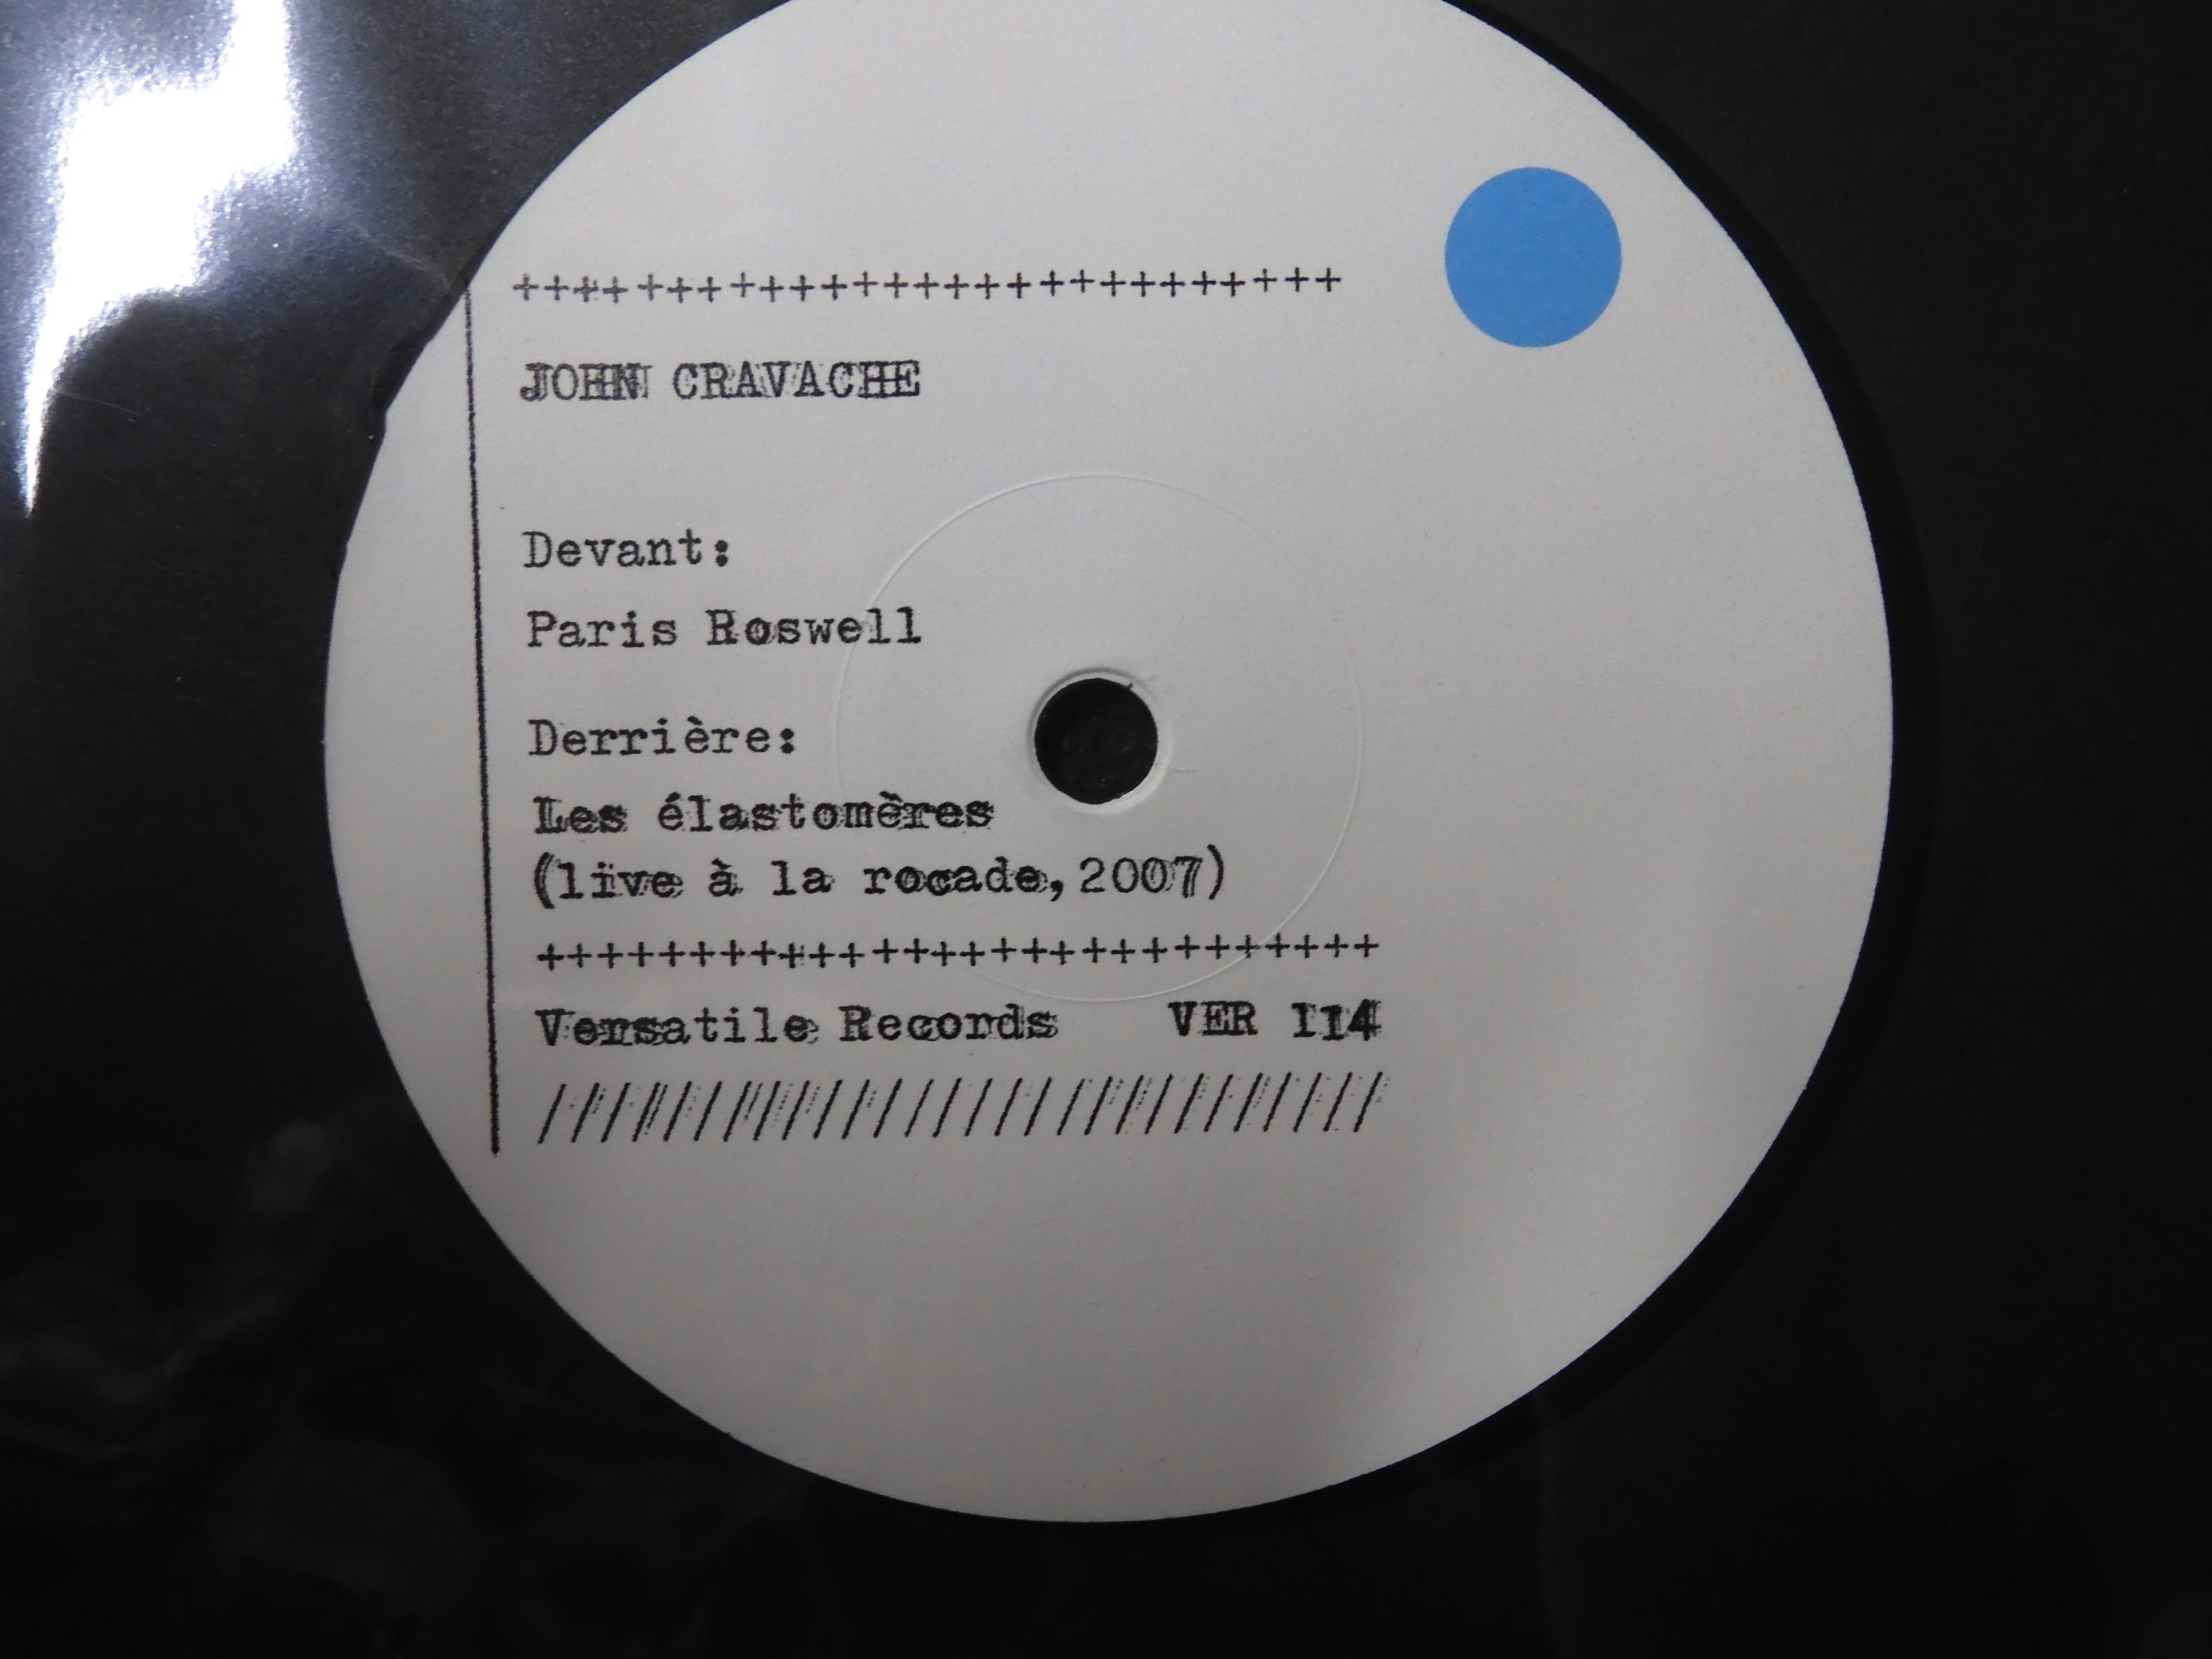 +++++++++++++++++++++++++++
JOHN CRAVACHE
Devant:
Paris Roswell
Derrière:
Les élastomères
(live à la rocade,2007)
++++++++++++++++++++++++++++
Versatile Records VER 114
////////////////////////////